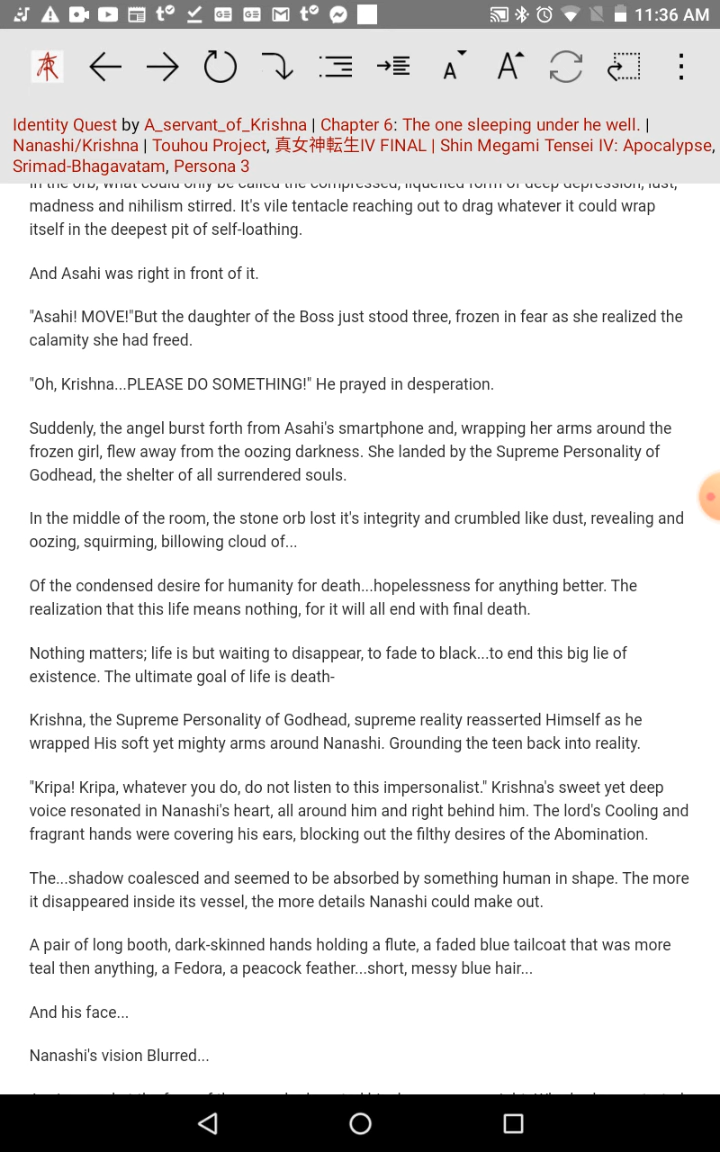 11:36 AM
Identity Quest by A_servant_of_Krishna | Chapter 6: The one sleeping under he well. |
Nanashi/Krishna | Touhou Project, 真女神転生IV FINAL | Shin Megami Tensei IV: Apocalypse,
Srimad-Bhagavatam, Persona 3
In the orb, what could only be called the compressed, liquefied form of deep depression, lust,
madness and nihilism stirred. It's vile tentacle reaching out to drag whatever it could wrap
itself in the deepest pit of self-loathing.
And Asahi was right in front of it.
"Asahi! MOVE!"But the daughter of the Boss just stood three, frozen in fear as she realized the
calamity she had freed.
"Oh, Krishna...PLEASE DO SOMETHING!" He prayed in desperation.
Suddenly, the angel burst forth from Asahi's smartphone and, wrapping her arms around the
frozen girl, flew away from the oozing darkness. She landed by the Supreme Personality of
Godhead, the shelter of all surrendered souls.
In the middle of the room, the stone orb lost it's integrity and crumbled like dust, revealing and
oozing, squirming, billowing cloud of...
Of the condensed desire for humanity for death...hopelessness for anything better. The
realization that this life means nothing, for it will all end with final death.
Nothing matters; life is but waiting to disappear, to fade to black...to end this big lie of
existence. The ultimate goal of life is death-
Krishna, the Supreme Personality of Godhead, supreme reality reasserted Himself as he
wrapped His soft yet mighty arms around Nanashi. Grounding the teen back into reality.
"Kripa! Kripa, whatever you do, do not listen to this impersonalist." Krishna's sweet yet deep
voice resonated in Nanashi's heart, all around him and right behind him. The lord's Cooling and
fragrant hands were covering his ears, blocking out the filthy desires of the Abomination.
The...shadow coalesced and seemed to be absorbed by something human in shape. The more
it disappeared inside its vessel, the more details Nanashi could make out.
A pair of long booth, dark-skinned hands holding a flute, a faded blue tailcoat that was more
teal then anything, a Fedora, a peacock feather...short, messy blue hair...
And his face...
Nanashi's vision Blurred...